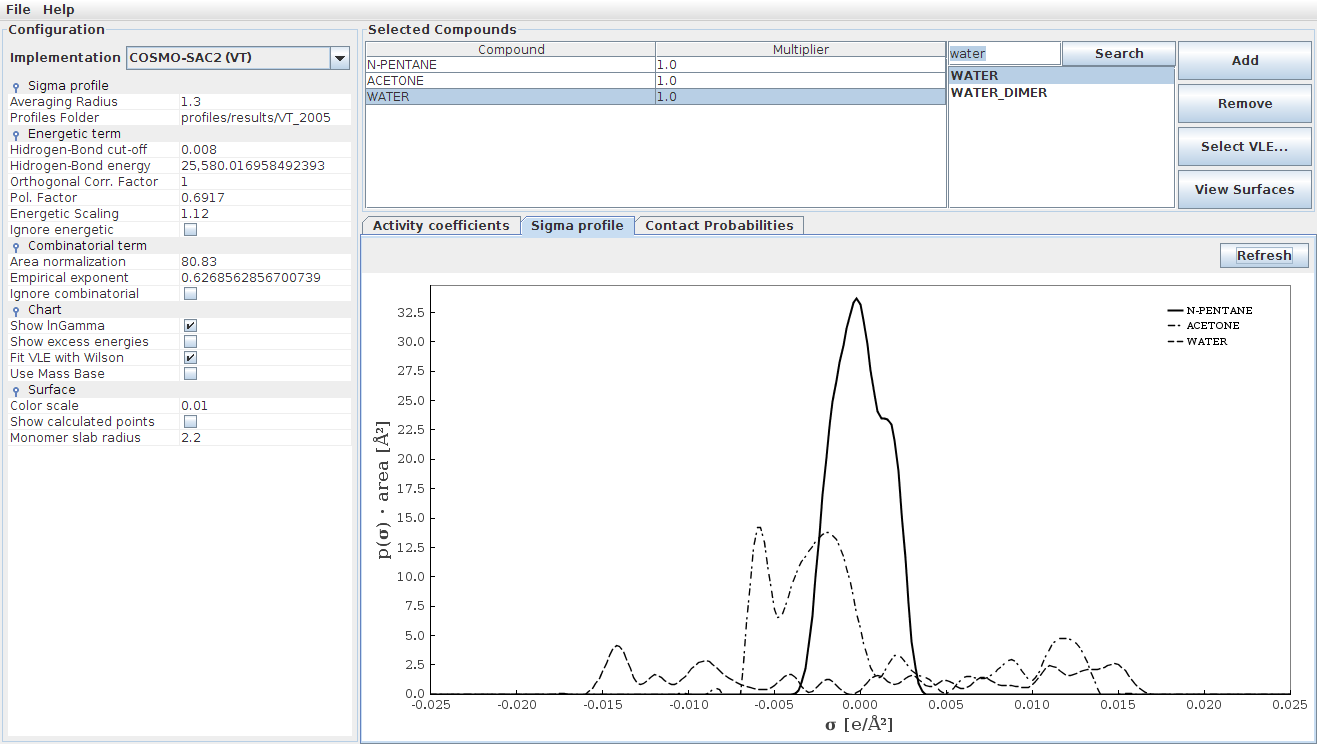 File Help
Configuration
Implementation COSMO-SAC2 (VT)
Sigma profile
Averaging Radius 1.3
Profiles Folder profiles/results/VT_2005
Energetic term
Hidrogen-Bond cut-off 0.008
Hidrogen-Bond energy 25,580.016958492393
Orthogonal Corr. Factor 1
Pol. Factor 0.6917
Energetic Scaling 1.12
Ignore energetic
Combinatorial term
Area normalization 80.83
Empirical exponent 0.6268562856700739
Ignore combinatorial
Chart
Show lnGamma
Show excess energies
Fit VLE with Wilson
Use Mass Base
Surface
Color scale 0.01
Show calculated points
Monomer slab radius 2.2
Selected Compounds
Compound Multiplier
N-PENTANE 1.0
ACETONE 1.0
WATER 1.0
water Search
WATER
WATER_DIMER
Add
Remove
Select VLE...
View Surfaces
Activity coefficients Sigma profile Contact Probabilities
Refresh
N-PENTANE
ACETONE
WATER
p(σ) · area [Å²]
32.5
30.0
27.5
25.0
22.5
20.0
17.5
15.0
12.5
10.0
7.5
5.0
2.5
0.0
-0.025 -0.020 -0.015 -0.010 -0.005 0.000 0.005 0.010 0.015 0.020 0.025
σ [e/Å²]